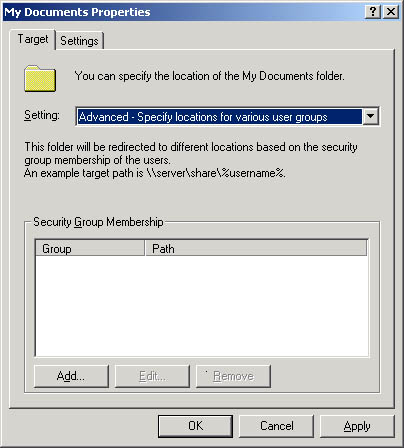 My Documents Properties
Target Settings
You can specify the location of the My Documents folder.
Setting: Advanced - Specify locations for various user groups
This folder will be redirected to different locations based on the security
group membership of the users.
An example target path is \\server\share\%username%.
Security Group Membership
Group Path
Add... Edit... Remove
OK Cancel Apply